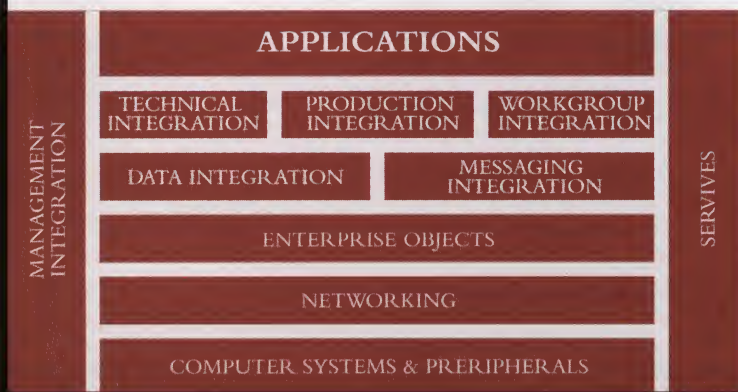 APPLICATIONS
TECHNICAL
INTEGRATION
PRODUCTION
INTEGRATION
WORKGROUP
INTEGRATION
DATA INTEGRATION
MESSAGING
INTEGRATION
ENTERPRISE OBJECTS
NETWORKING
COMPUTER SYSTEMS & PRERIPHERALS
MANAGEMENT
INTEGRATION
SERVIVES